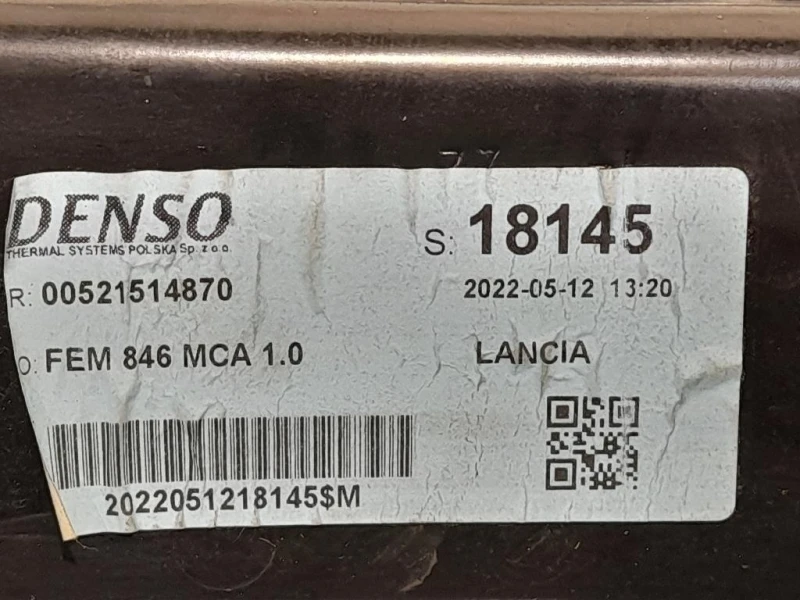 DENSO
THERMAL SYSTEMS POLSKA Sp. z o.o.
S: 18145
R: 00521514870
2022-05-12 13:20
O: FEM 846 MCA 1.0
LANCIA
2022051218145$M